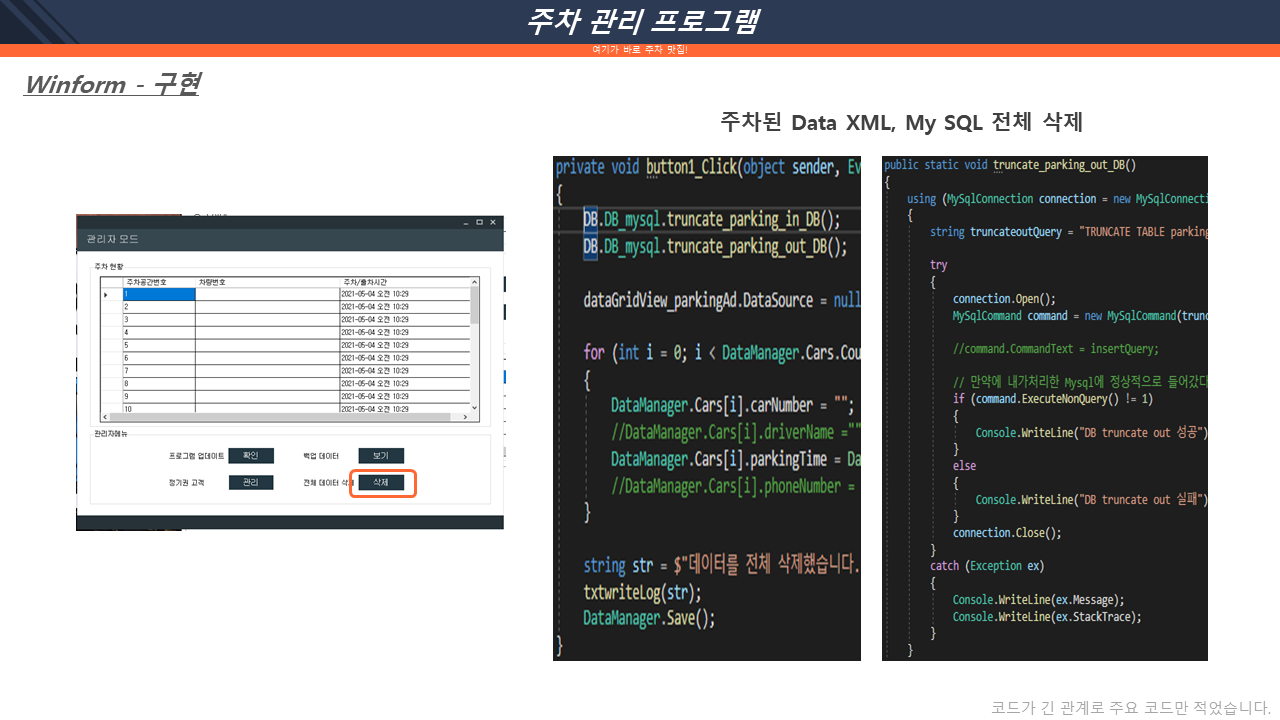 주차 관리 프로그램
여기가 바로 주차 맛집!
Winform - 구현
주차된 Data XML, My SQL 전체 삭제
관리자 모드
주차 현황
주차공간번호 차량번호 주차/출차시간
1 2021-05-04 오전 10:29
2 2021-05-04 오전 10:29
3 2021-05-04 오전 10:29
4 2021-05-04 오전 10:29
5 2021-05-04 오전 10:29
6 2021-05-04 오전 10:29
7 2021-05-04 오전 10:29
8 2021-05-04 오전 10:29
9 2021-05-04 오전 10:29
10 2021-05-04 오전 10:29
관리자메뉴
프로그램 업데이트 확인 백업 데이터 보기
정기권 고객 관리 전체 데이터 삭제 삭제
private void button1_Click(object sender, Ev
{
DB.DB_mysql.truncate_parking_in_DB();
DB.DB_mysql.truncate_parking_out_DB();
dataGridView_parkingAd.DataSource = null
for (int i = 0; i < DataManager.Cars.Cou
{
DataManager.Cars[i].carNumber = "";
//DataManager.Cars[i].driverName =""
DataManager.Cars[i].parkingTime = Da
//DataManager.Cars[i].phoneNumber =
}
string str = $"데이터를 전체 삭제했습니다.
txtwriteLog(str);
DataManager.Save();
}
public static void truncate_parking_out_DB()
{
using (MySqlConnection connection = new MySqlConnecti
{
string truncateoutQuery = "TRUNCATE TABLE parking
try
{
connection.Open();
MySqlCommand command = new MySqlCommand(trunc
//command.CommandText = insertQuery;
// 만약에 내가처리한 Mysql에 정상적으로 들어갔다
if (command.ExecuteNonQuery() != 1)
{
Console.WriteLine("DB truncate out 성공")
}
else
{
Console.WriteLine("DB truncate out 실패")
}
connection.Close();
}
catch (Exception ex)
{
Console.WriteLine(ex.Message);
Console.WriteLine(ex.StackTrace);
}
}
코드가 긴 관계로 주요 코드만 적었습니다.